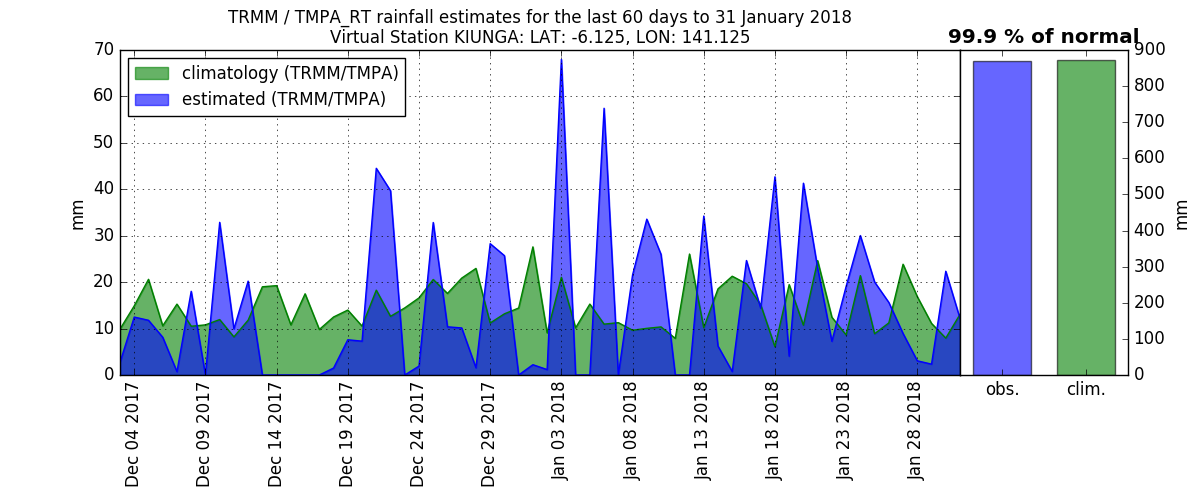 TRMM / TMPA_RT rainfall estimates for the last 60 days to 31 January 2018
Virtual Station KIUNGA: LAT: -6.125, LON: 141.125
99.9 % of normal
climatology (TRMM/TMPA)
estimated (TRMM/TMPA)
70
60
50
40
30
20
10
0
mm
900
800
700
600
500
400
300
200
100
0
mm
Dec 04 2017
Dec 09 2017
Dec 14 2017
Dec 19 2017
Dec 24 2017
Dec 29 2017
Jan 03 2018
Jan 08 2018
Jan 13 2018
Jan 18 2018
Jan 23 2018
Jan 28 2018
obs.
clim.